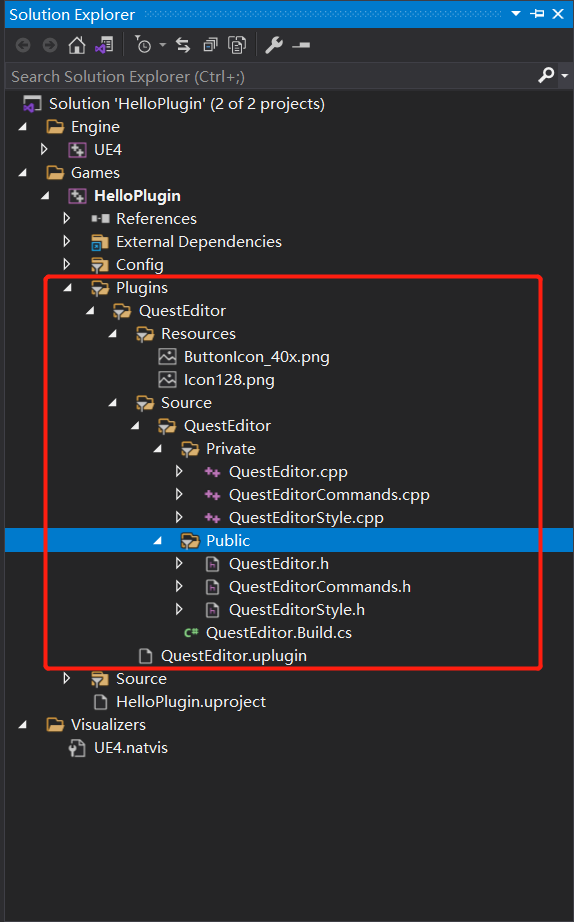 Solution Explorer
Search Solution Explorer (Ctrl+;)
Solution 'HelloPlugin' (2 of 2 projects)
Engine
UE4
Games
HelloPlugin
References
External Dependencies
Config
Plugins
QuestEditor
Resources
ButtonIcon_40x.png
Icon128.png
Source
QuestEditor
Private
QuestEditor.cpp
QuestEditorCommands.cpp
QuestEditorStyle.cpp
Public
QuestEditor.h
QuestEditorCommands.h
QuestEditorStyle.h
C# QuestEditor.Build.cs
QuestEditor.uplugin
Source
HelloPlugin.uproject
Visualizers
UE4.natvis